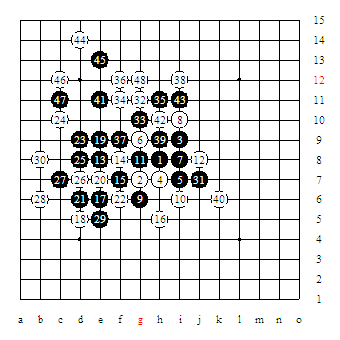 15
44 14
45 13
46 36 48 38 12
47 41 34 32 35 43 11
24 33 42 8 10
23 19 37 6 39 3 9
30 25 13 14 11 1 7 12 8
27 26 20 15 2 4 5 31 7
28 21 17 22 9 10 40 6
18 29 16 5
4
3
2
1
a b c d e f g h i j k l m n o